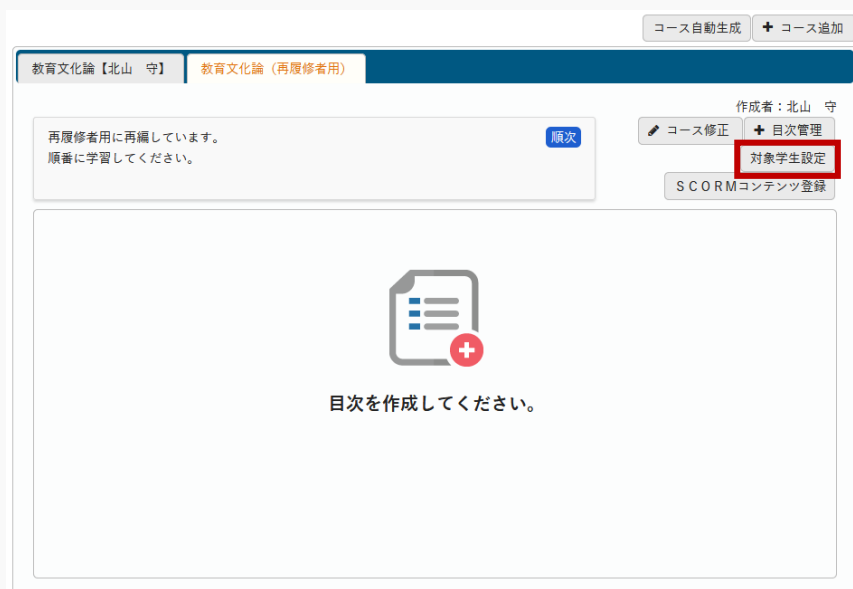 コース自動生成
コース追加
教育文化論【北山　守】
教育文化論（再履修者用）
作成者：北山　守
再履修者用に再編しています。
順番に学習してください。
順次
コース修正
目次管理
対象学生設定
ＳＣＯＲＭコンテンツ登録
目次を作成してください。